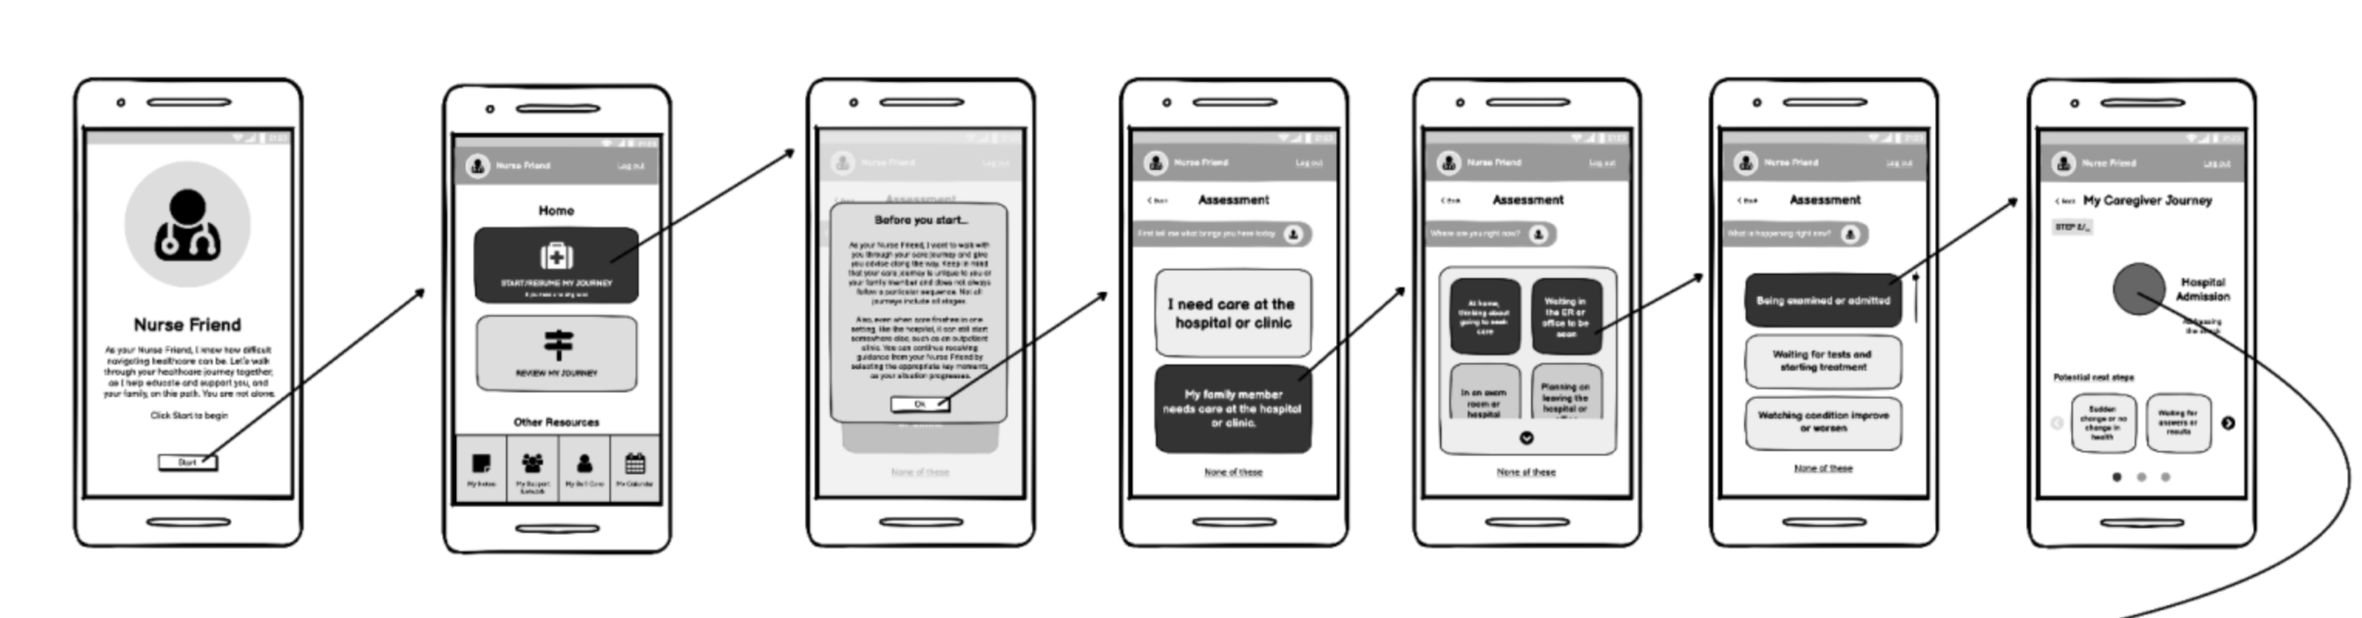 Nurse Friend
As your Nurse Friend, I know how difficult
navigating healthcare can be. Let's walk
through your healthcare journey together,
as I help educate and support you, and
your family, on this path. You are not alone.
Click Start to begin
Start
Nurse Friend
Log out
Home
START/RESUME MY JOURNEY
REVIEW MY JOURNEY
Other Resources
My Notes
My Support
Network
My Self Care
My Calendar
Nurse Friend
Log out
Assessment
Before you start...
As your Nurse Friend, I want to walk with
you through your care journey and give
you advise along the way. Keep in mind
that your care journey is unique to you or
your family member and does not always
follow a particular sequence. Not all
journeys include all stages.
Also, even when care finishes in one
setting, like the hospital, it can still start
somewhere else, such as an outpatient
clinic. You can continue receiving
guidance from your Nurse Friend by
selecting the appropriate key moments
as your situation progresses.
Ok
or clinic.
None of these
Nurse Friend
Log out
Back
Assessment
First tell me what brings you here today
I need care at the
hospital or clinic
My family member
needs care at the hospital
or clinic.
None of these
Nurse Friend
Log out
Back
Assessment
Where are you right now?
At home,
thinking about
going to seek
care
Waiting in
the ER or
office to be
seen
In an exam
room or
hospital
Planning on
leaving the
hospital or
None of these
Nurse Friend
Log out
Back
Assessment
What is happening right now?
Being examined or admitted
Waiting for tests and
starting treatment
Watching condition improve
or worsen
None of these
Nurse Friend
Log out
Back
My Caregiver Journey
STEP 2/_
Hospital
Admission
Addressing
the shock
Potential next steps
Sudden
change or no
change in
health
Waiting for
answers or
results